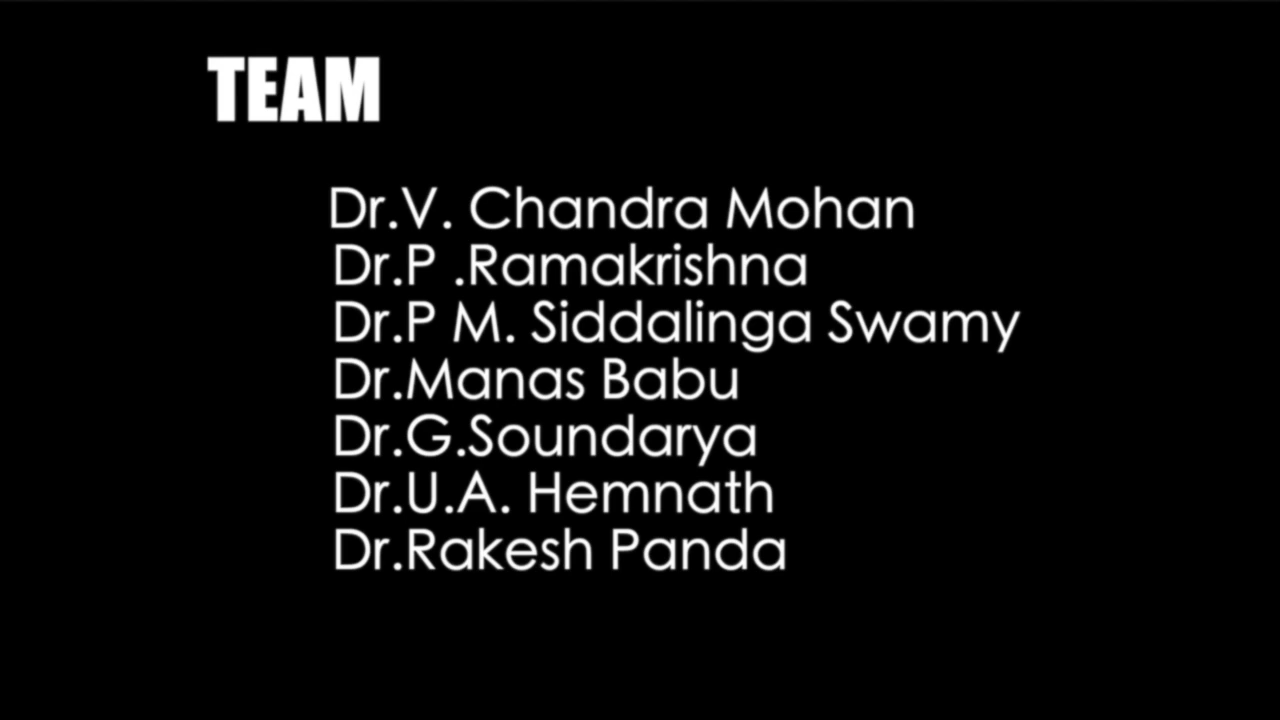 TEAM
Dr.V. Chandra Mohan
Dr.P .Ramakrishna
Dr.P M. Siddalinga Swamy
Dr.Manas Babu
Dr.G.Soundarya
Dr.U.A. Hemnath
Dr.Rakesh Panda